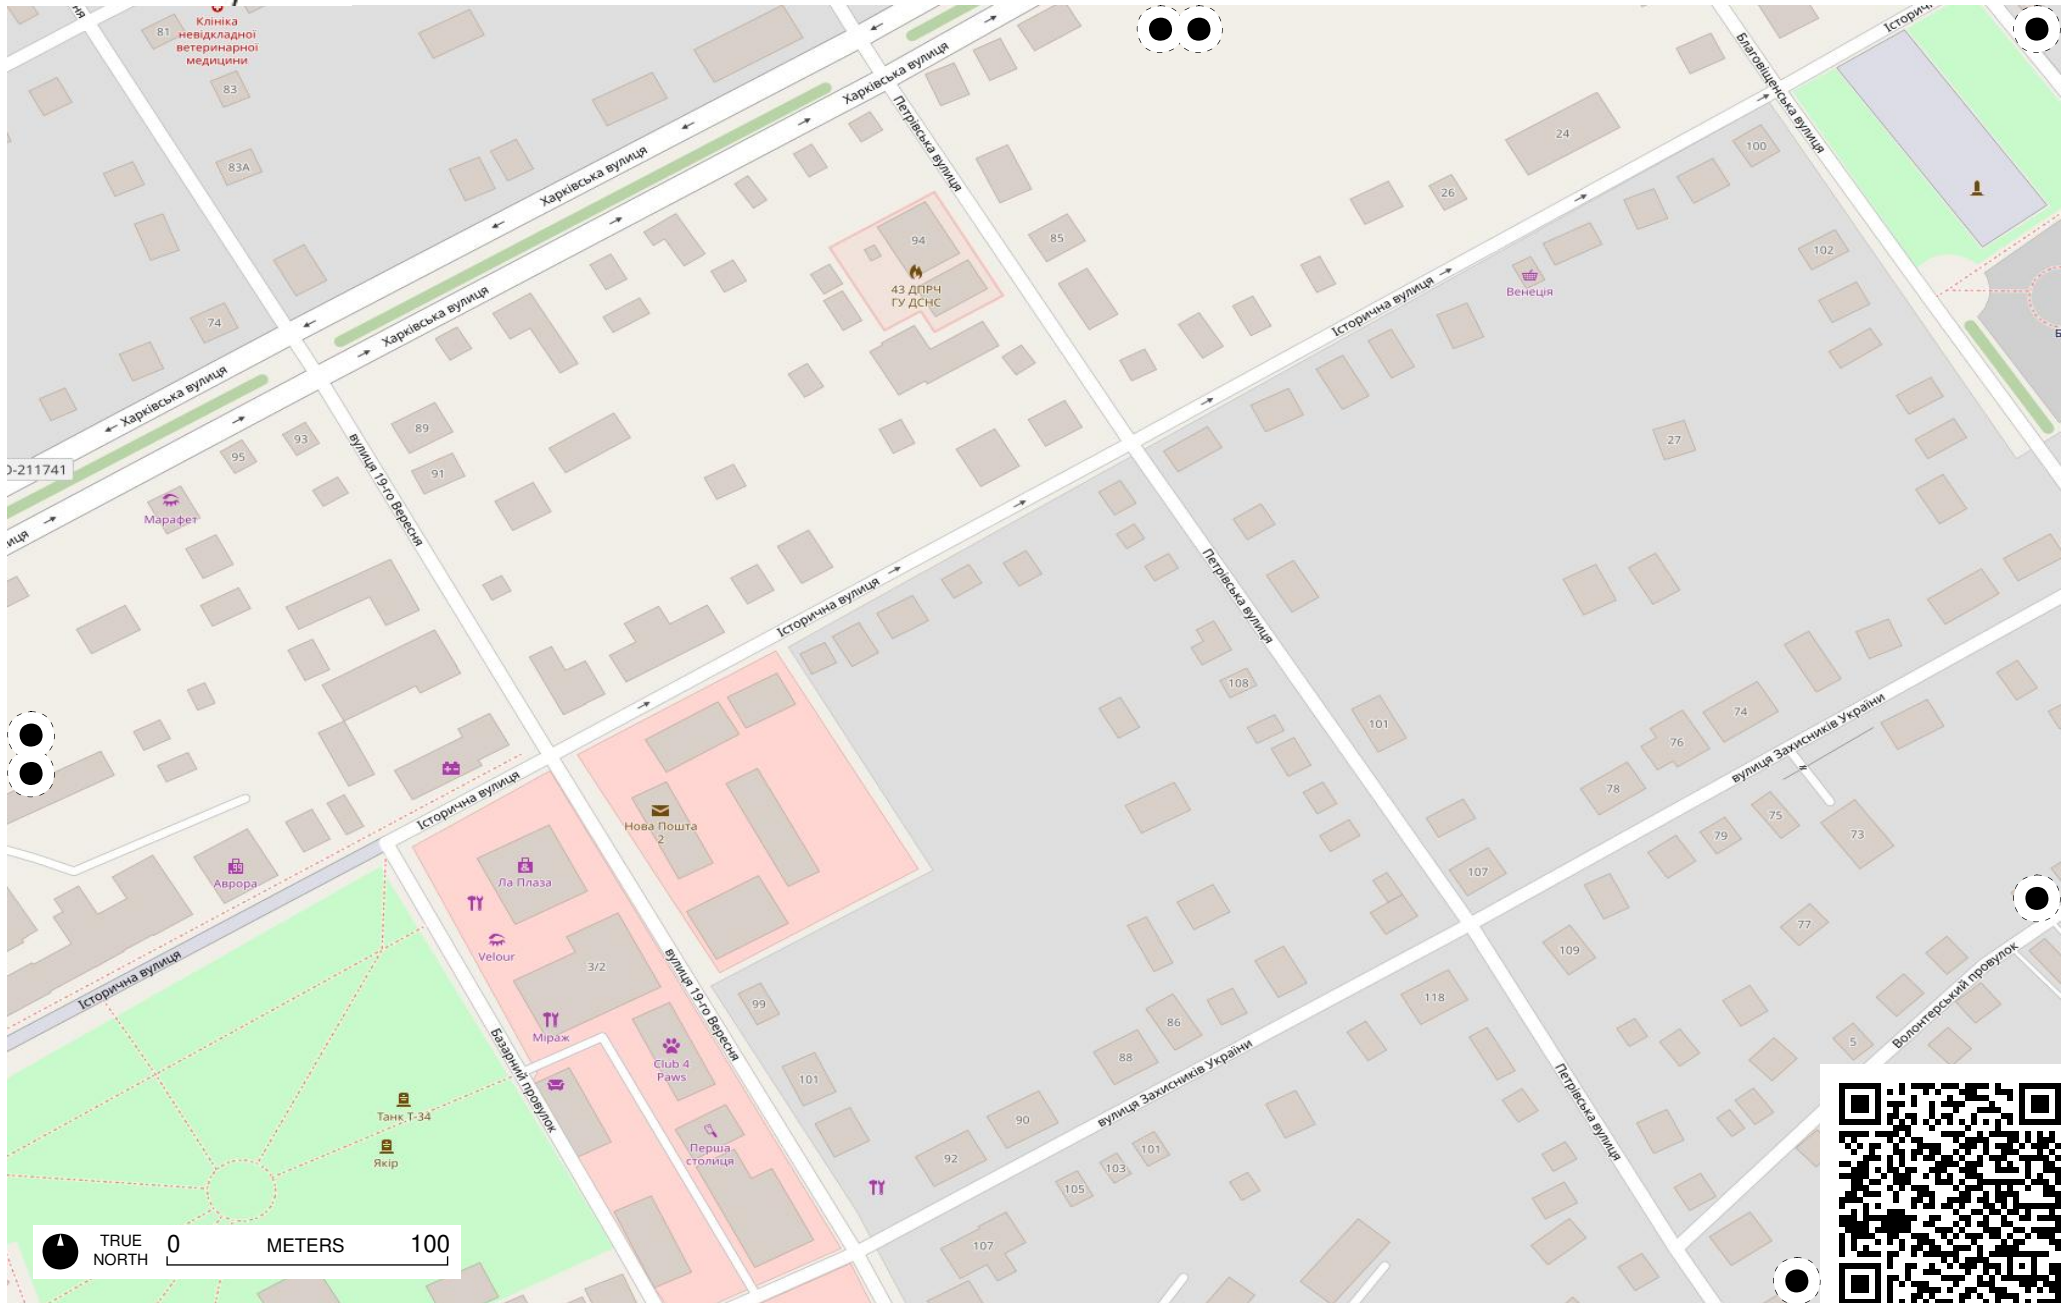 81
Клініка
невідкладної
ветеринарної
медицини
83
83А
74
Харківська вулиця
Харківська вулиця
Харківська вулиця
Харківська вулиця
Петрівська вулиця
Благовіщенська вулиця
24
100
26
102
94
43 ДПРЧ
ГУ ДСНС
85
Венеція
Історична вулиця
89
93
95
91
27
О-211741
Марафет
вулиця 19-го Вересня
Історична вулиця
Петрівська вулиця
108
101
74
76
78
вулиця Захисників України
75
79
73
Історична вулиця
Нова Пошта
2
Аврора
Ла Плаза
107
77
109
Velour
3/2
Історична вулиця
вулиця 19-го Вересня
99
118
86
88
Волонтерський провулок
5
Міраж
Базарний провулок
Club 4
Paws
101
вулиця Захисників України
Петрівська вулиця
Танк Т-34
Якір
90
92
Перша
столиця
101
103
105
107
TRUE
NORTH
0 METERS 100